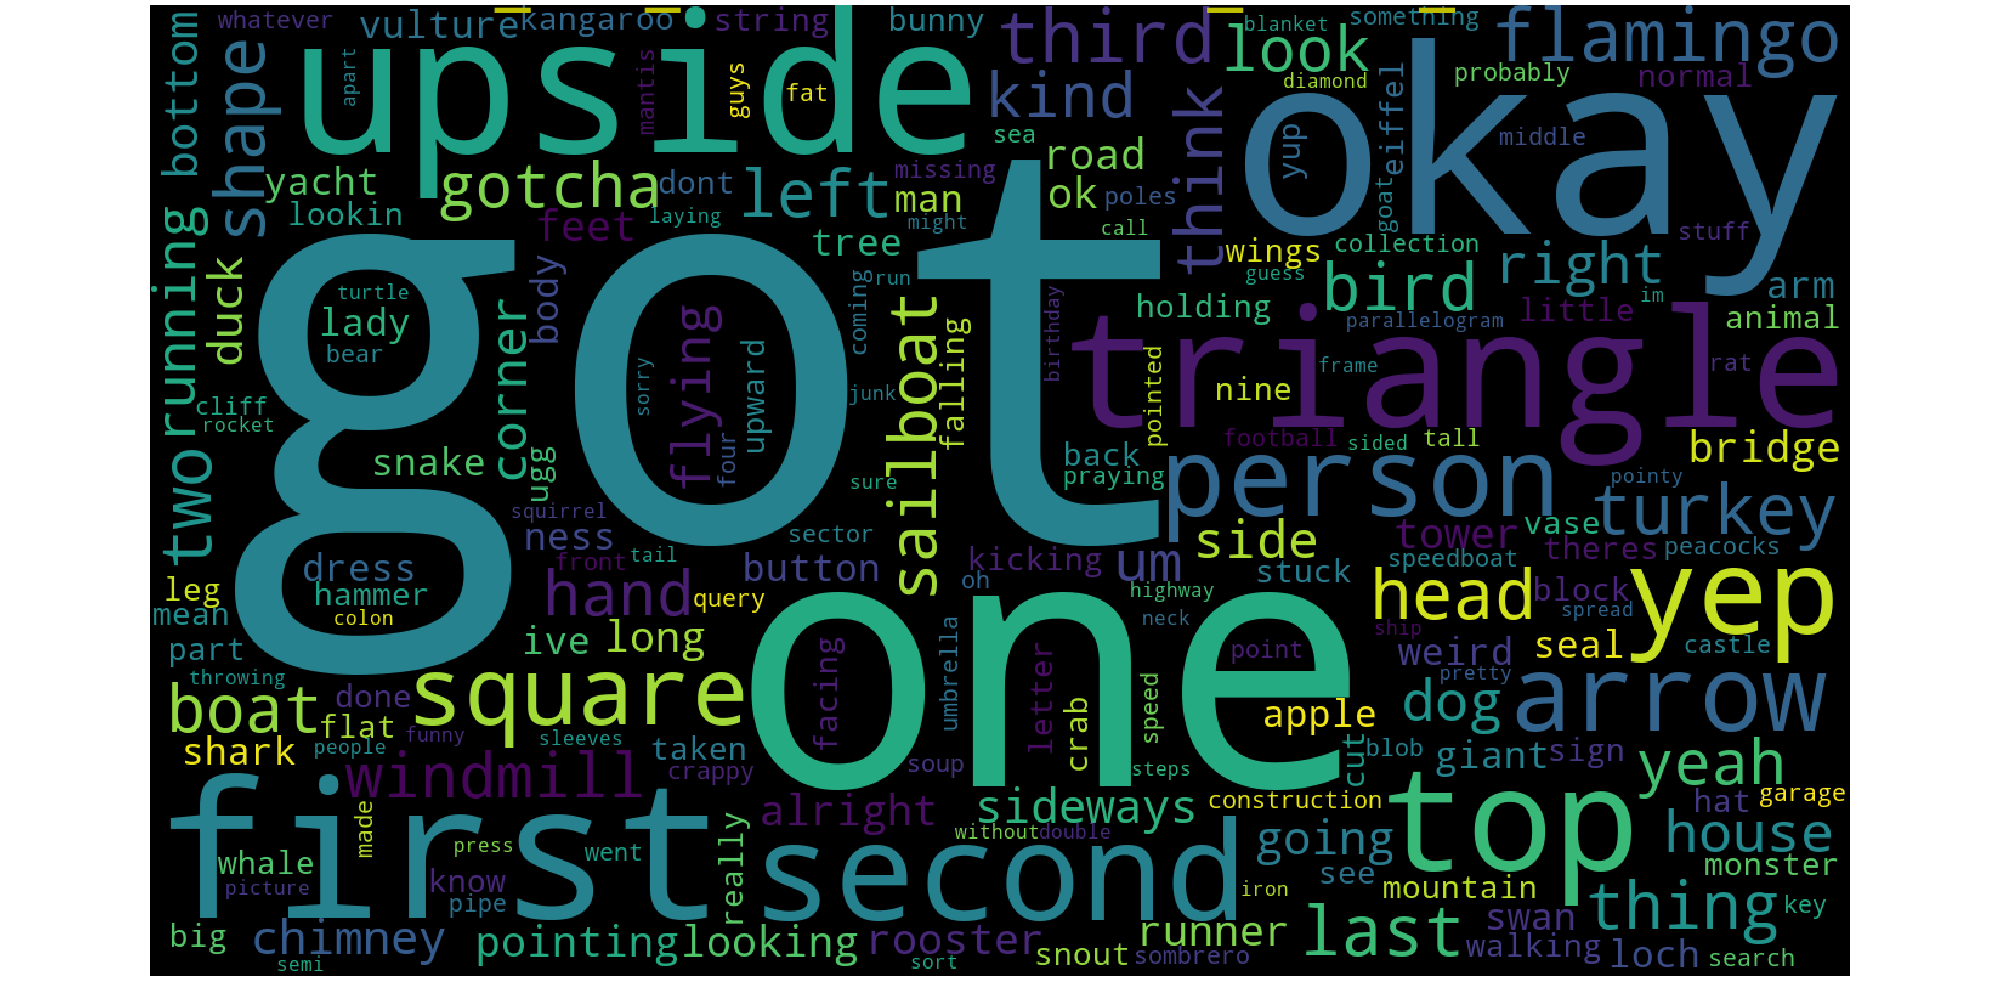 whatever vulture kangaroo string bunny third look blanket something flamingo
bottom shape upside apart mantis guys fat kind diamond eiffel probably normal
okay sea think yup middle
yacht gotcha dont left missing man road ok poles goat
lookin feet laying might tree call wings collection stuff
running duck turtle lady bear body corner flying upward coming run sailboat falling holding guess bird right im arm
birthday parallelogram little animal
got triangle
sorry junk pointed nine frame rat
cliff rocket football sided tall bridge
two snake ugg four sure back praying person pointy turkey
squirrel ness sector side tower vase theres peacocks
dress front tail button kicking um stuck speedboat
leg hammer hand query oh highway head block yep
mean colon neck spread
part ive long umbrella one point ship weird seal castle
throwing facing letter pretty
boat done square crab speed apple dog arrow
flat funny sleeves
shark people taken crappy soup steps cut blob giant sign yeah
windmill
first made alright sideways construction top hat garage
press went really without double going house
whale second see monster
picture know pipe iron mountain thing key
big chimney pointing looking rooster runner last swan walking loch search
semi sort snout sombrero